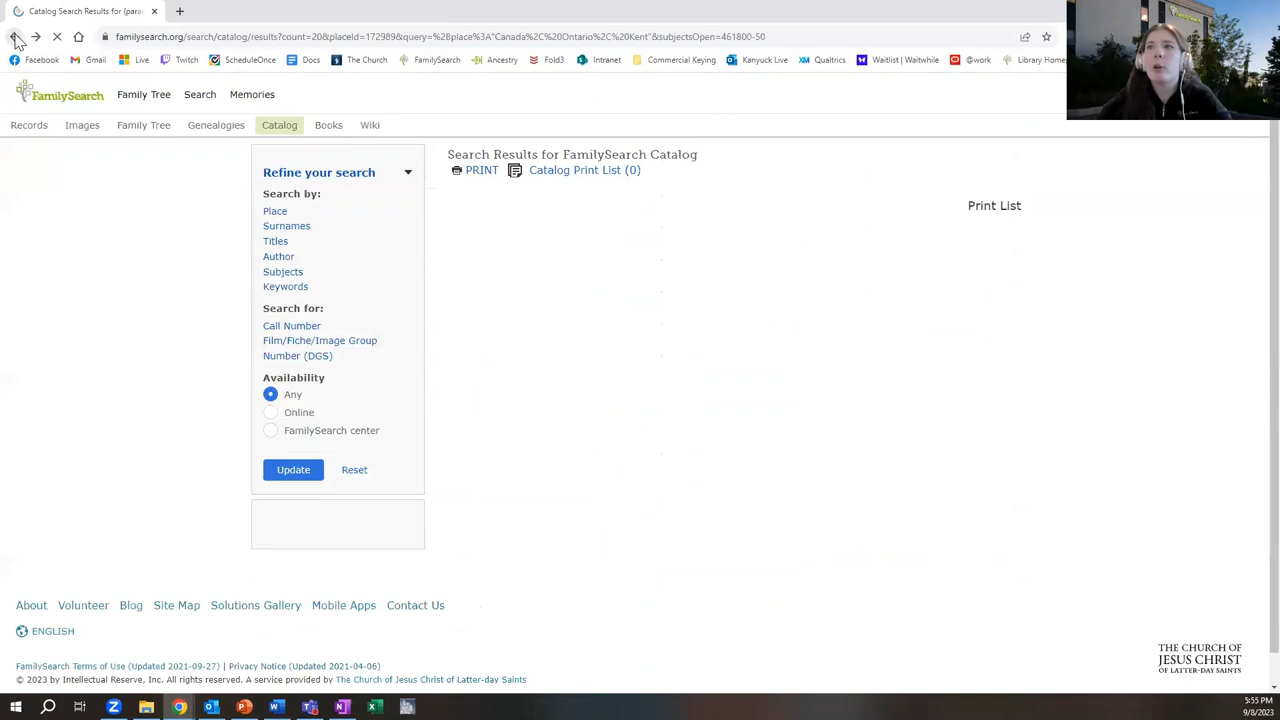 Catalog Search Results for {para
familysearch.org/search/catalog/results?count=20&placeId=172989&query=%2Bplace%3A"Canada%2C%20Ontario%2C%20Kent"&subjectsOpen=461800-50
Facebook Gmail Live Twitch ScheduleOnce Docs The Church FamilySearch Ancestry Fold3 Intranet Commercial Keying Kanyuck Live Qualtrics Waitlist | Waitwhile @work Library Home
FamilySearch Family Tree Search Memories
Records Images Family Tree Genealogies Catalog Books Wiki
Refine your search
Search by:
Place
Surnames
Titles
Author
Subjects
Keywords
Search for:
Call Number
Film/Fiche/Image Group
Number (DGS)
Availability
Any
Online
FamilySearch center
Update Reset
Search Results for FamilySearch Catalog
PRINT Catalog Print List (0)
Print List
About Volunteer Blog Site Map Solutions Gallery Mobile Apps Contact Us
ENGLISH
FamilySearch Terms of Use (Updated 2021-09-27) | Privacy Notice (Updated 2021-04-06)
© 2023 by Intellectual Reserve, Inc. All rights reserved. A service provided by The Church of Jesus Christ of Latter-day Saints
THE CHURCH OF
JESUS CHRIST
OF LATTER-DAY SAINTS
5:55 PM
9/8/2023